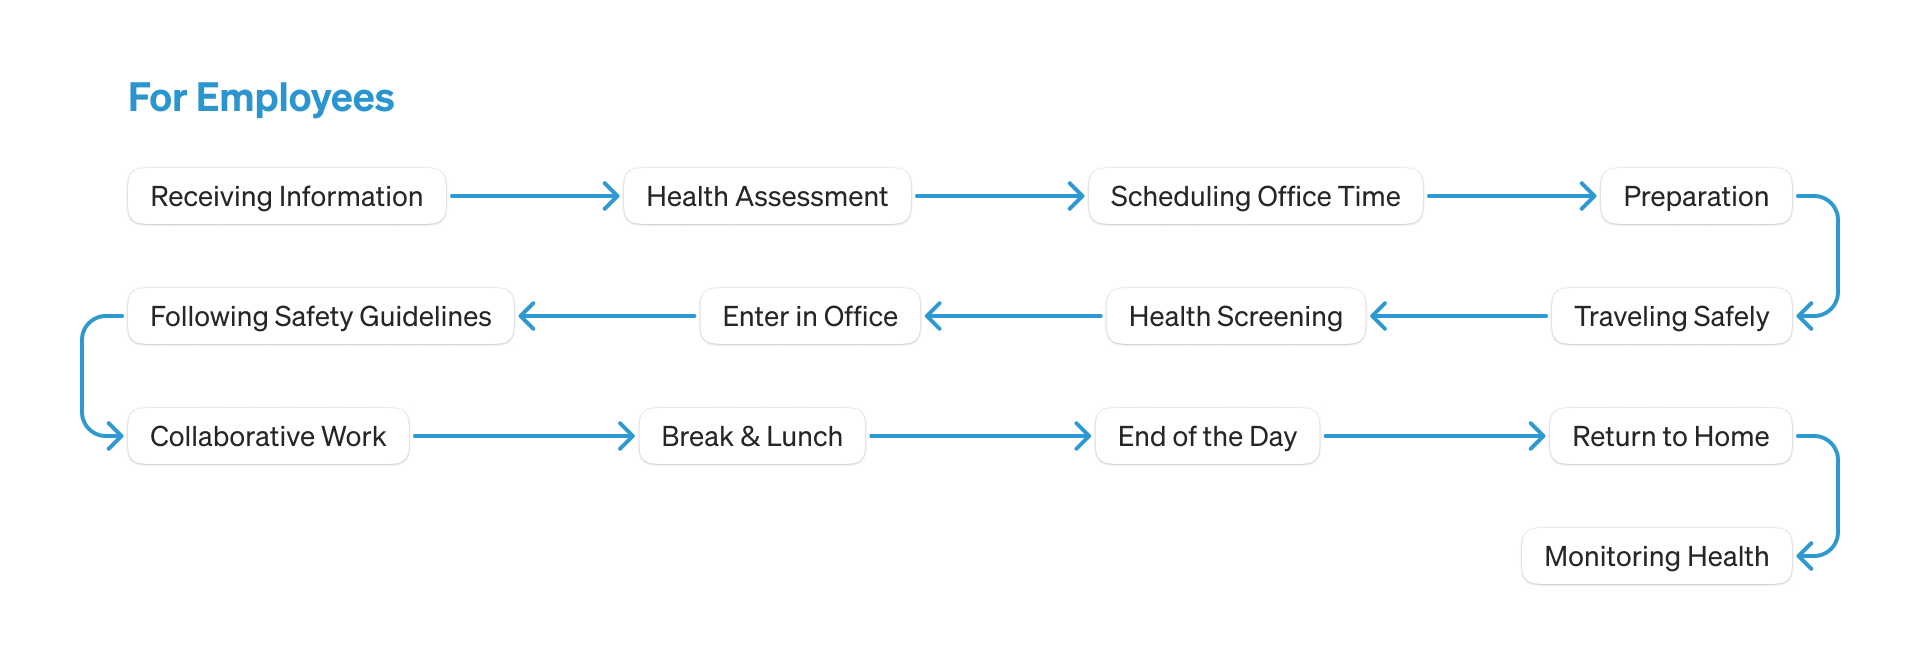 For Employees
Receiving Information
Health Assessment
Scheduling Office Time
Preparation
Traveling Safely
Health Screening
Enter in Office
Following Safety Guidelines
Collaborative Work
Break & Lunch
End of the Day
Return to Home
Monitoring Health